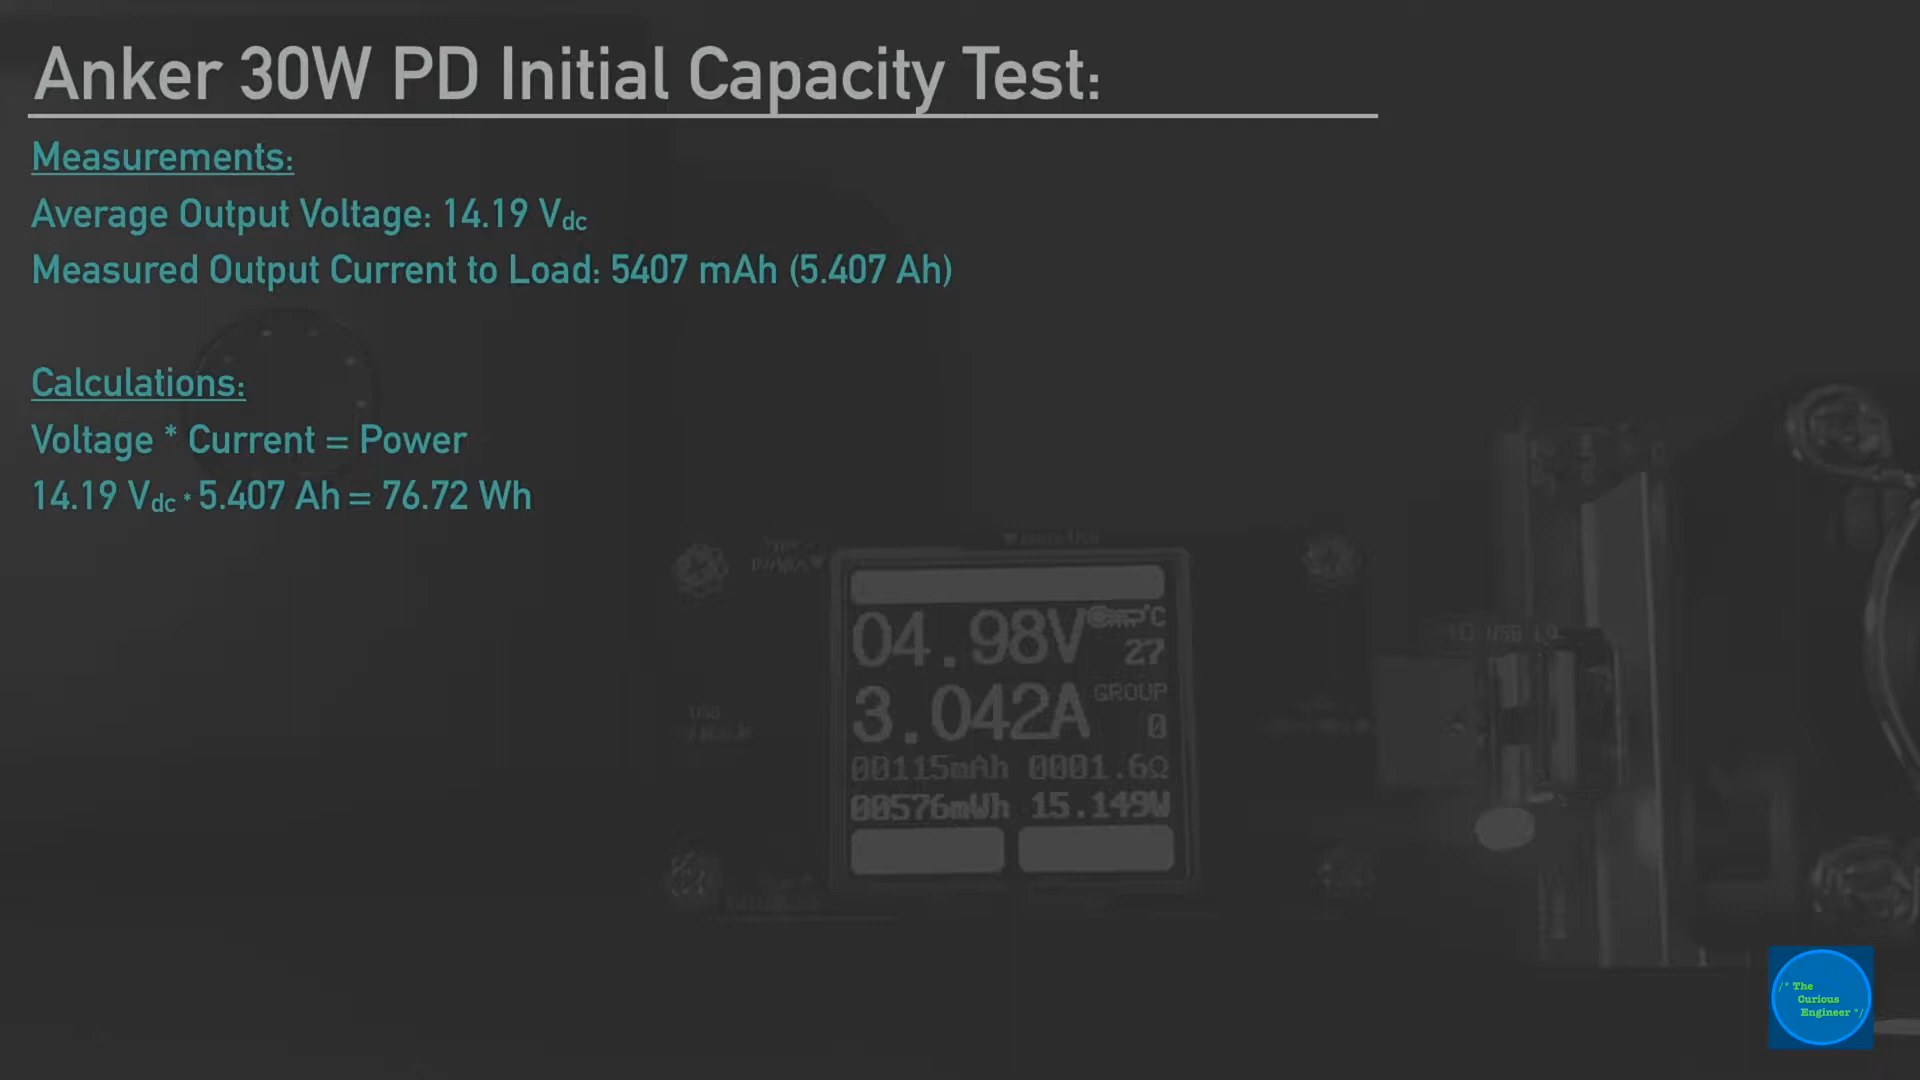 Anker 30W PD Initial Capacity Test:
Measurements:
Average Output Voltage: 14.19 Vdc
Measured Output Current to Load: 5407 mAh (5.407 Ah)
Calculations:
Voltage * Current = Power
14.19 Vdc * 5.407 Ah = 76.72 Wh
04.98V °C
27
3.042A GROUP
0
00115mAh 0001.6Ω
00576mWh 15.149W
/* The
Curious
Engineer */